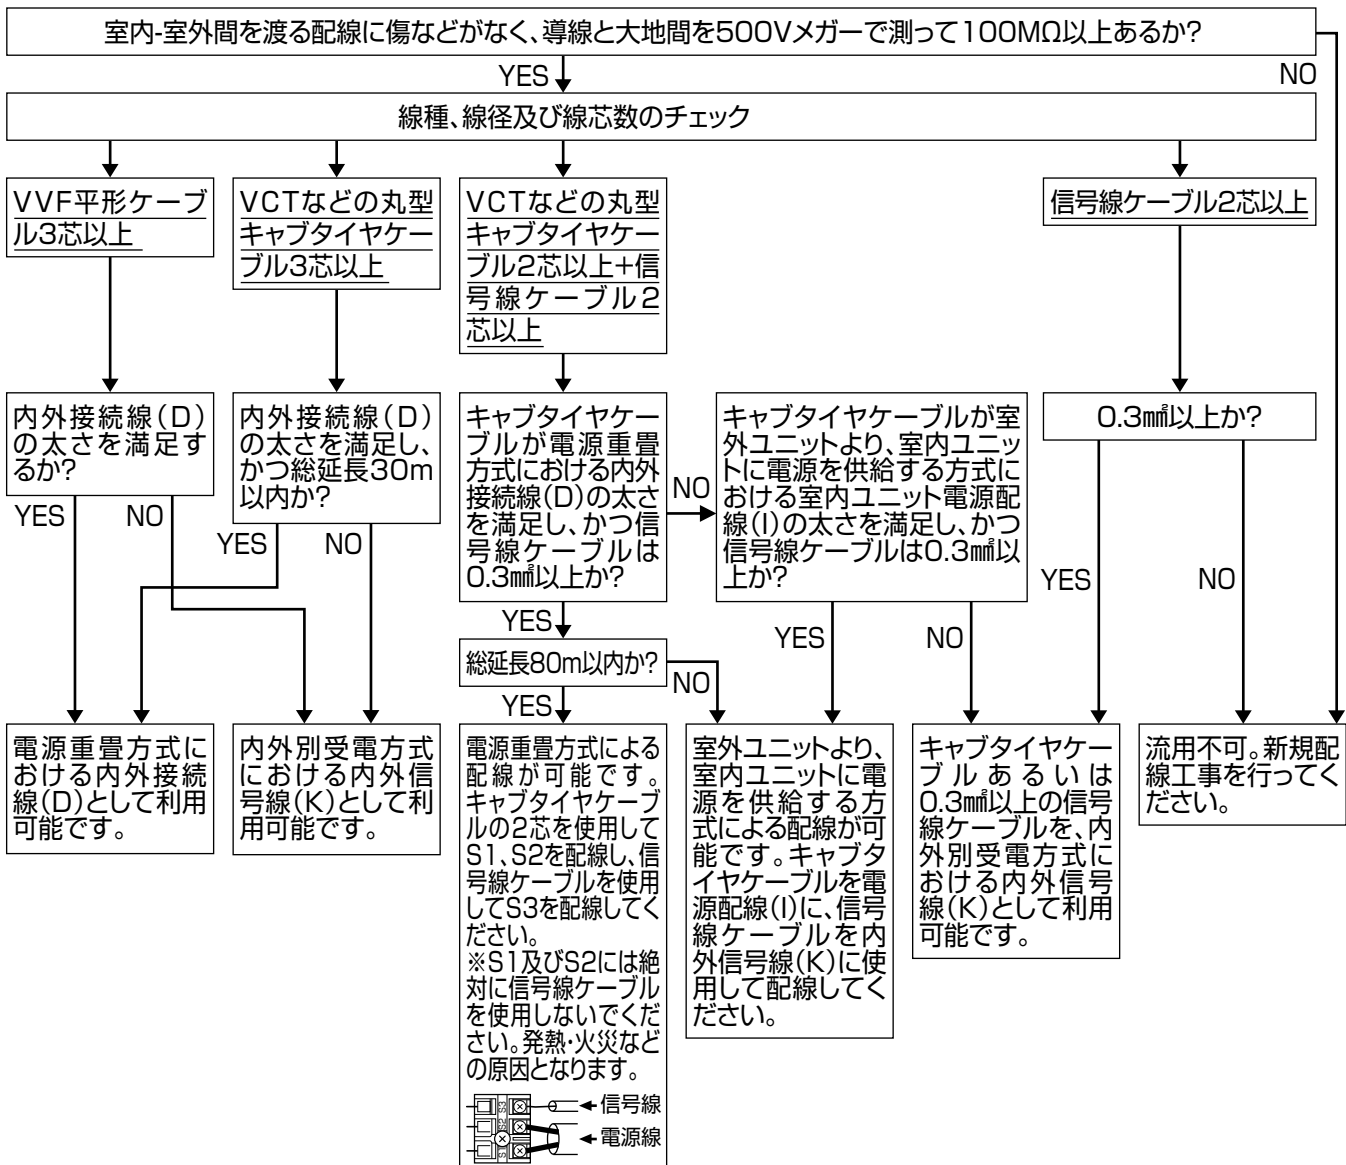 室内-室外間を渡る配線に傷などがなく、導線と大地間を500Vメガーで測って100MΩ以上あるか?
YES
NO
線種、線径及び線芯数のチェック
VVF平形ケーブ
ル3芯以上
VCTなどの丸型
キャブタイヤケー
ブル3芯以上
VCTなどの丸型
キャブタイヤケー
ブル2芯以上+信
号線ケーブル2
芯以上
信号線ケーブル2芯以上
内外接続線(D)
の太さを満足す
るか?
内外接続線(D)
の太さを満足し、
かつ総延長30m
以内か?
キャブタイヤケー
ブルが電源重畳
方式における内外
接続線(D)の太さ
を満足し、かつ信
号線ケーブルは
0.3㎟以上か?
NO
キャブタイヤケーブルが室
外ユニットより、室内ユニッ
トに電源を供給する方式に
おける室内ユニット電源配
線(I)の太さを満足し、かつ
信号線ケーブルは0.3㎟以
上か?
0.3㎟以上か?
YES
NO
YES
NO
YES
総延長80m以内か?
NO
YES
YES
NO
YES
NO
電源重畳方式に
おける内外接続
線(D)として利用
可能です。
内外別受電方式
における内外信
号線(K)として利
用可能です。
電源重畳方式による
配線が可能です。
キャブタイヤケーブ
ルの2芯を使用して
S1、S2を配線し、信
号線ケーブルを使用
してS3を配線してく
ださい。
※S1及びS2には絶
対に信号線ケーブル
を使用しないでくだ
さい。発熱・火災など
の原因となります。
S3
信号線
S2
電源線
S1
室外ユニットより、
室内ユニットに電
源を供給する方
式による配線が可
能です。キャブタ
イヤケーブルを電
源配線(I)に、信号
線ケーブルを内
外信号線(K)に使
用して配線してく
ださい。
キャブタイヤケー
ブルあるいは
0.3㎟以上の信号
線ケーブルを、内
外別受電方式に
おける内外信号
線(K)として利用
可能です。
流用不可。新規配
線工事を行ってく
ださい。